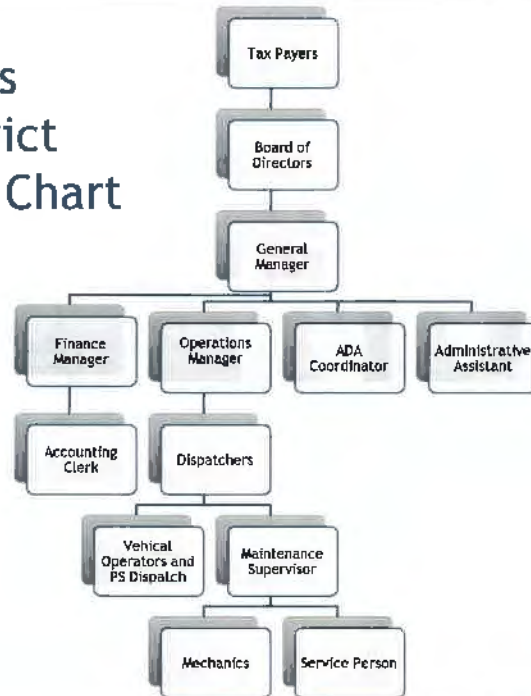 s
rict
Chart
Tax Payers
Board of
Directors
General
Manager
Finance
Manager
Operations
Manager
ADA
Coordinator
Administrative
Assistant
Accounting
Clerk
Dispatchers
Vehical
Operators and
PS Dispatch
Maintenance
Supervisor
Mechanics
Service Person